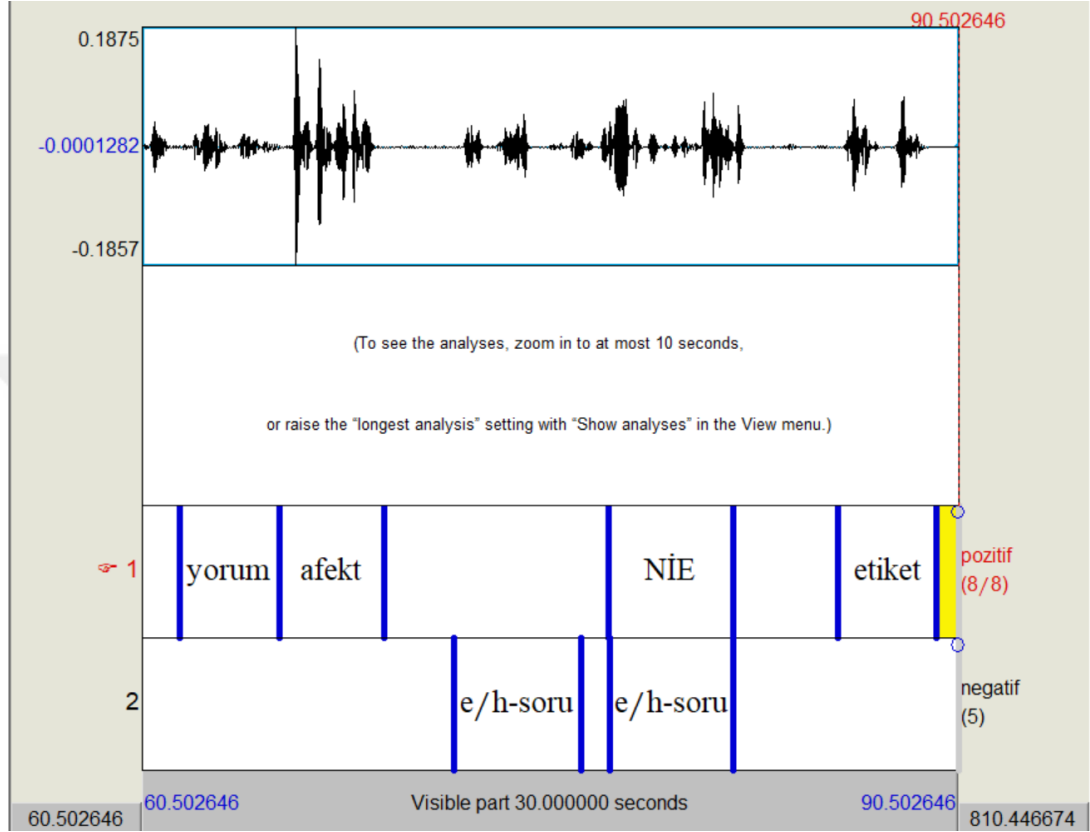 90.502646
0.1875
-0.0001282
-0.1857
(To see the analyses, zoom in to at most 10 seconds,
or raise the “longest analysis” setting with “Show analyses” in the View menu.)
☞ 1 yorum afekt NİE etiket pozitif
(8/8)
2 e/h-soru e/h-soru negatif
(5)
60.502646 Visible part 30.000000 seconds 90.502646
60.502646 810.446674